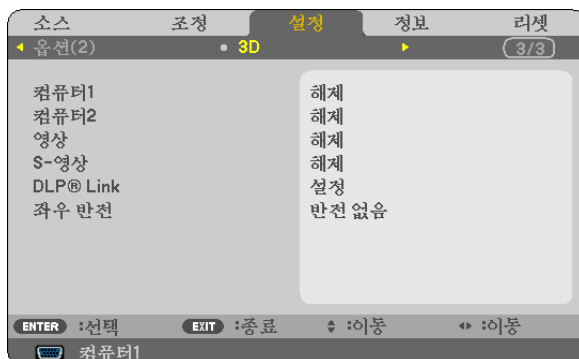 소스 조정 설정 정보 리셋
옵션(2) 3D 3/3
컴퓨터1 해제
컴퓨터2 해제
영상 해제
S-영상 해제
DLP® Link 설정
좌우 반전 반전 없음
ENTER :선택 EXIT :종료 :이동 :이동
컴퓨터1